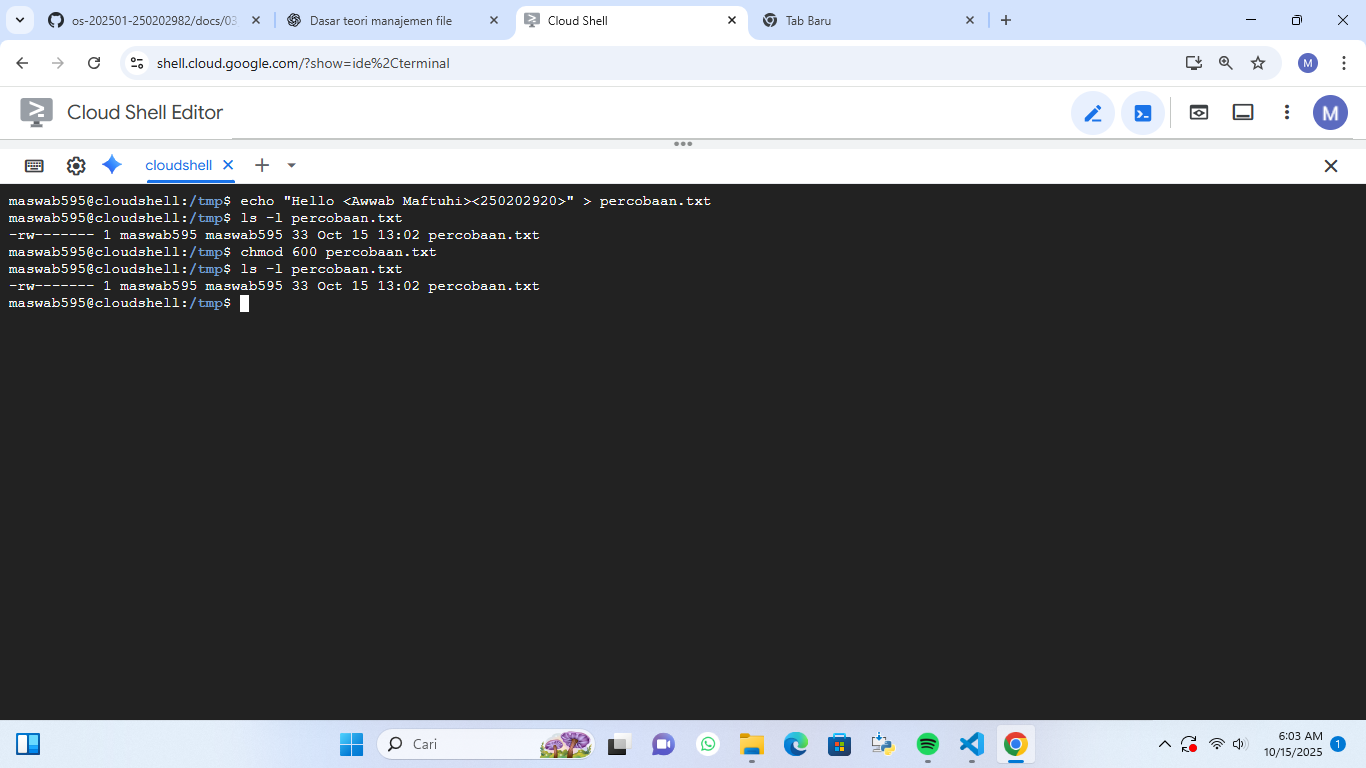 os-202501-250202982/docs/03
Dasar teori manajemen file
Cloud Shell
Tab Baru
shell.cloud.google.com/?show=ide%2Cterminal
M
Cloud Shell Editor
M
cloudshell
maswab595@cloudshell:/tmp$ echo "Hello <Awwab Maftuhi><250202920>" > percobaan.txt
maswab595@cloudshell:/tmp$ ls -l percobaan.txt
-rw------- 1 maswab595 maswab595 33 Oct 15 13:02 percobaan.txt
maswab595@cloudshell:/tmp$ chmod 600 percobaan.txt
maswab595@cloudshell:/tmp$ ls -l percobaan.txt
-rw------- 1 maswab595 maswab595 33 Oct 15 13:02 percobaan.txt
maswab595@cloudshell:/tmp$
Cari
6:03 AM
10/15/2025
1